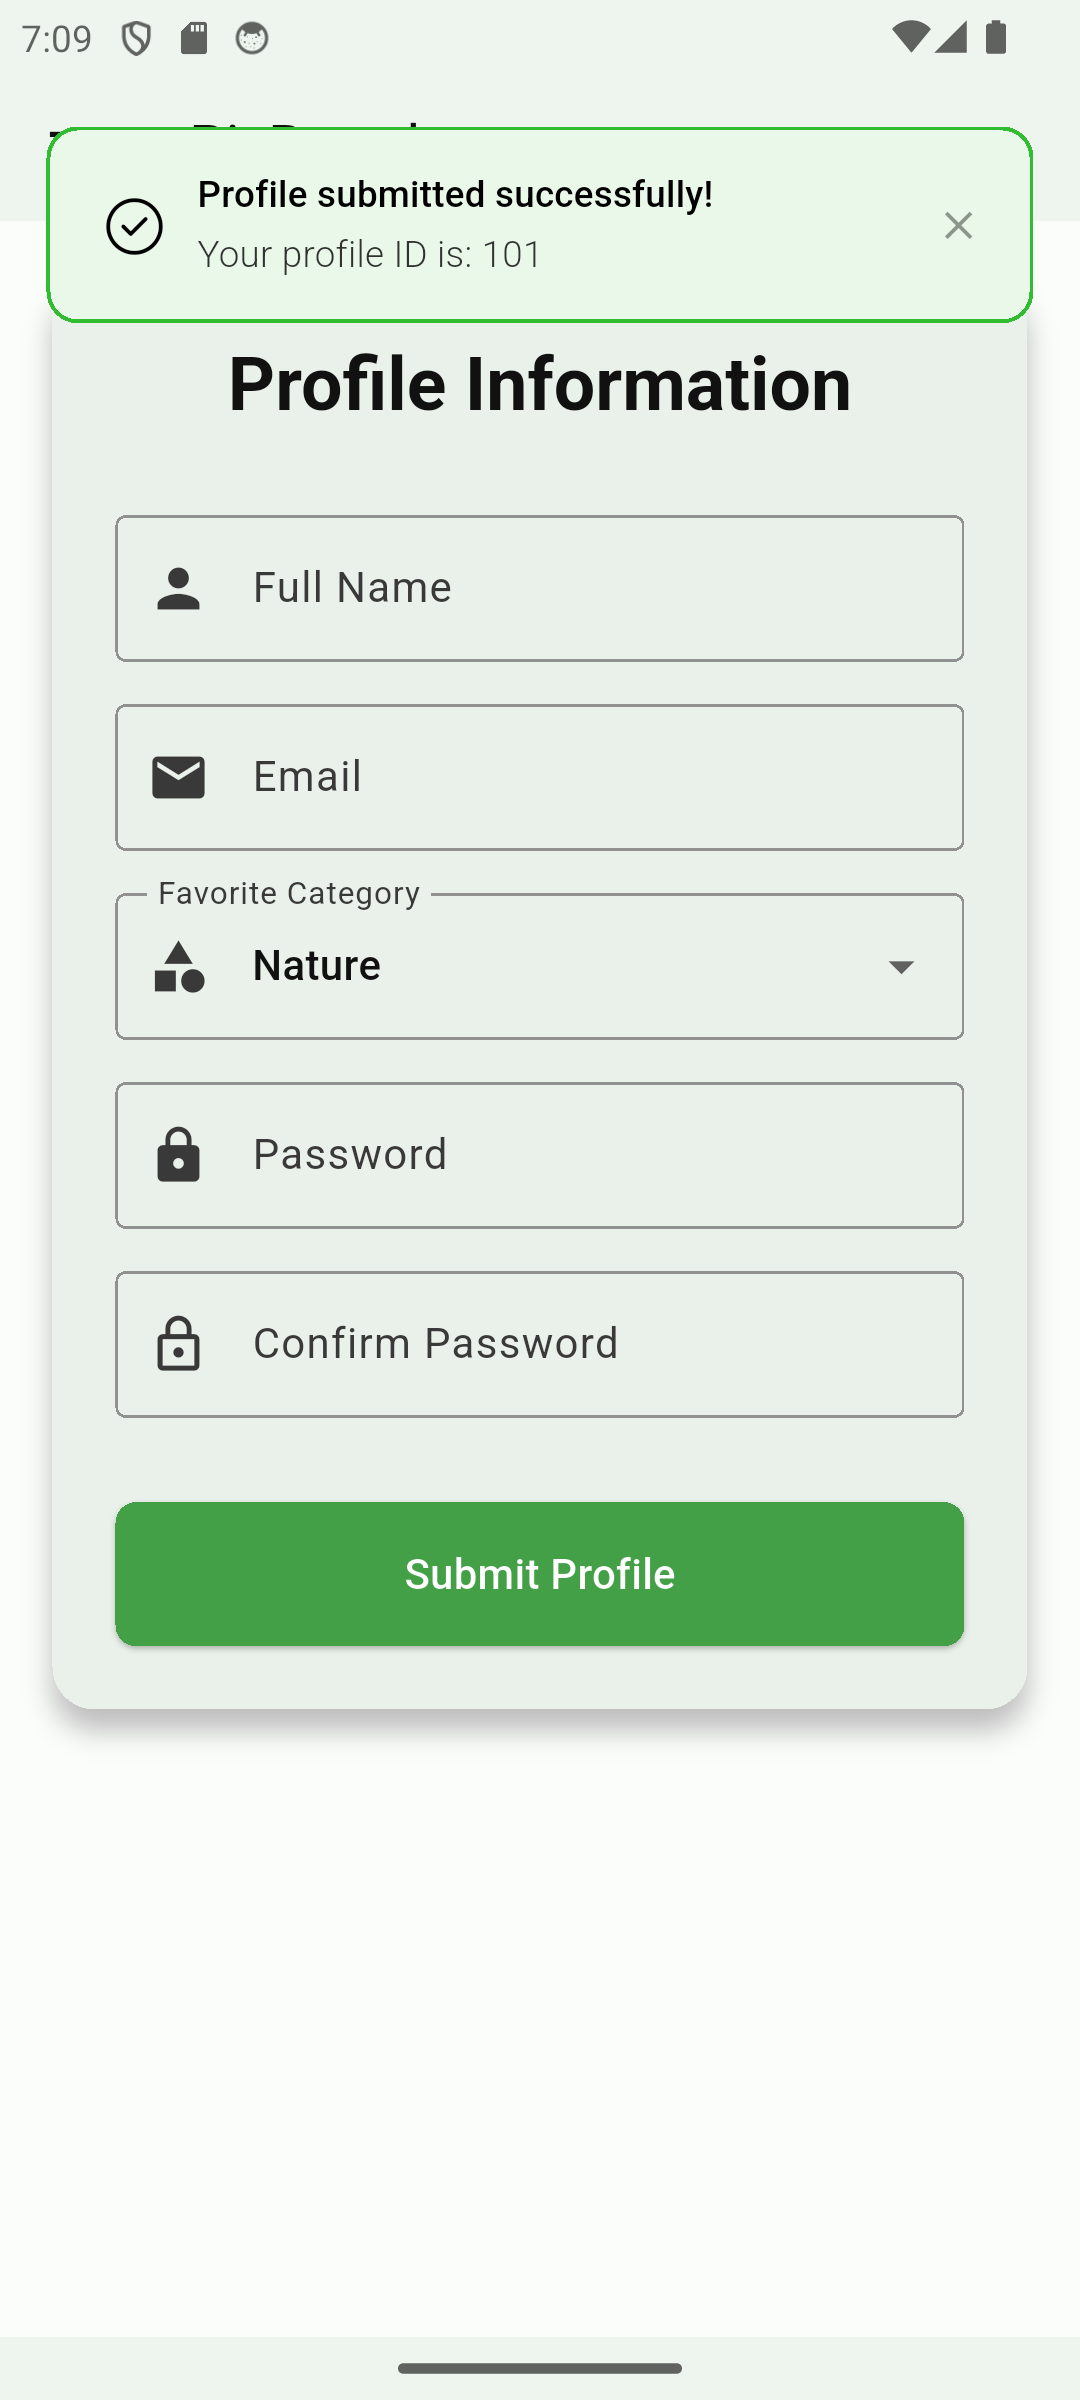 7:09
Profile submitted successfully!
Your profile ID is: 101
Profile Information
Full Name
Email
Favorite Category
Nature
Password
Confirm Password
Submit Profile